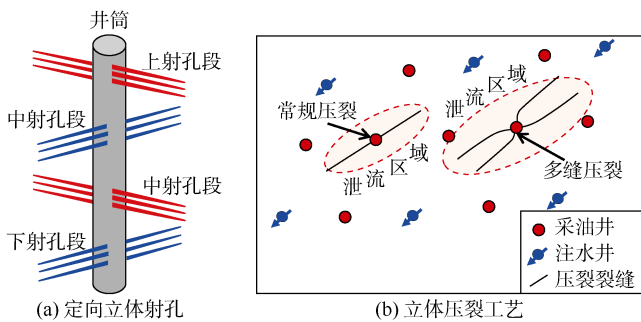 井筒
上射孔段
中射孔段
中射孔段
下射孔段
(a) 定向立体射孔
常规压裂
泄流区域
泄流区域
多缝压裂
采油井
注水井
压裂裂缝
(b) 立体压裂工艺